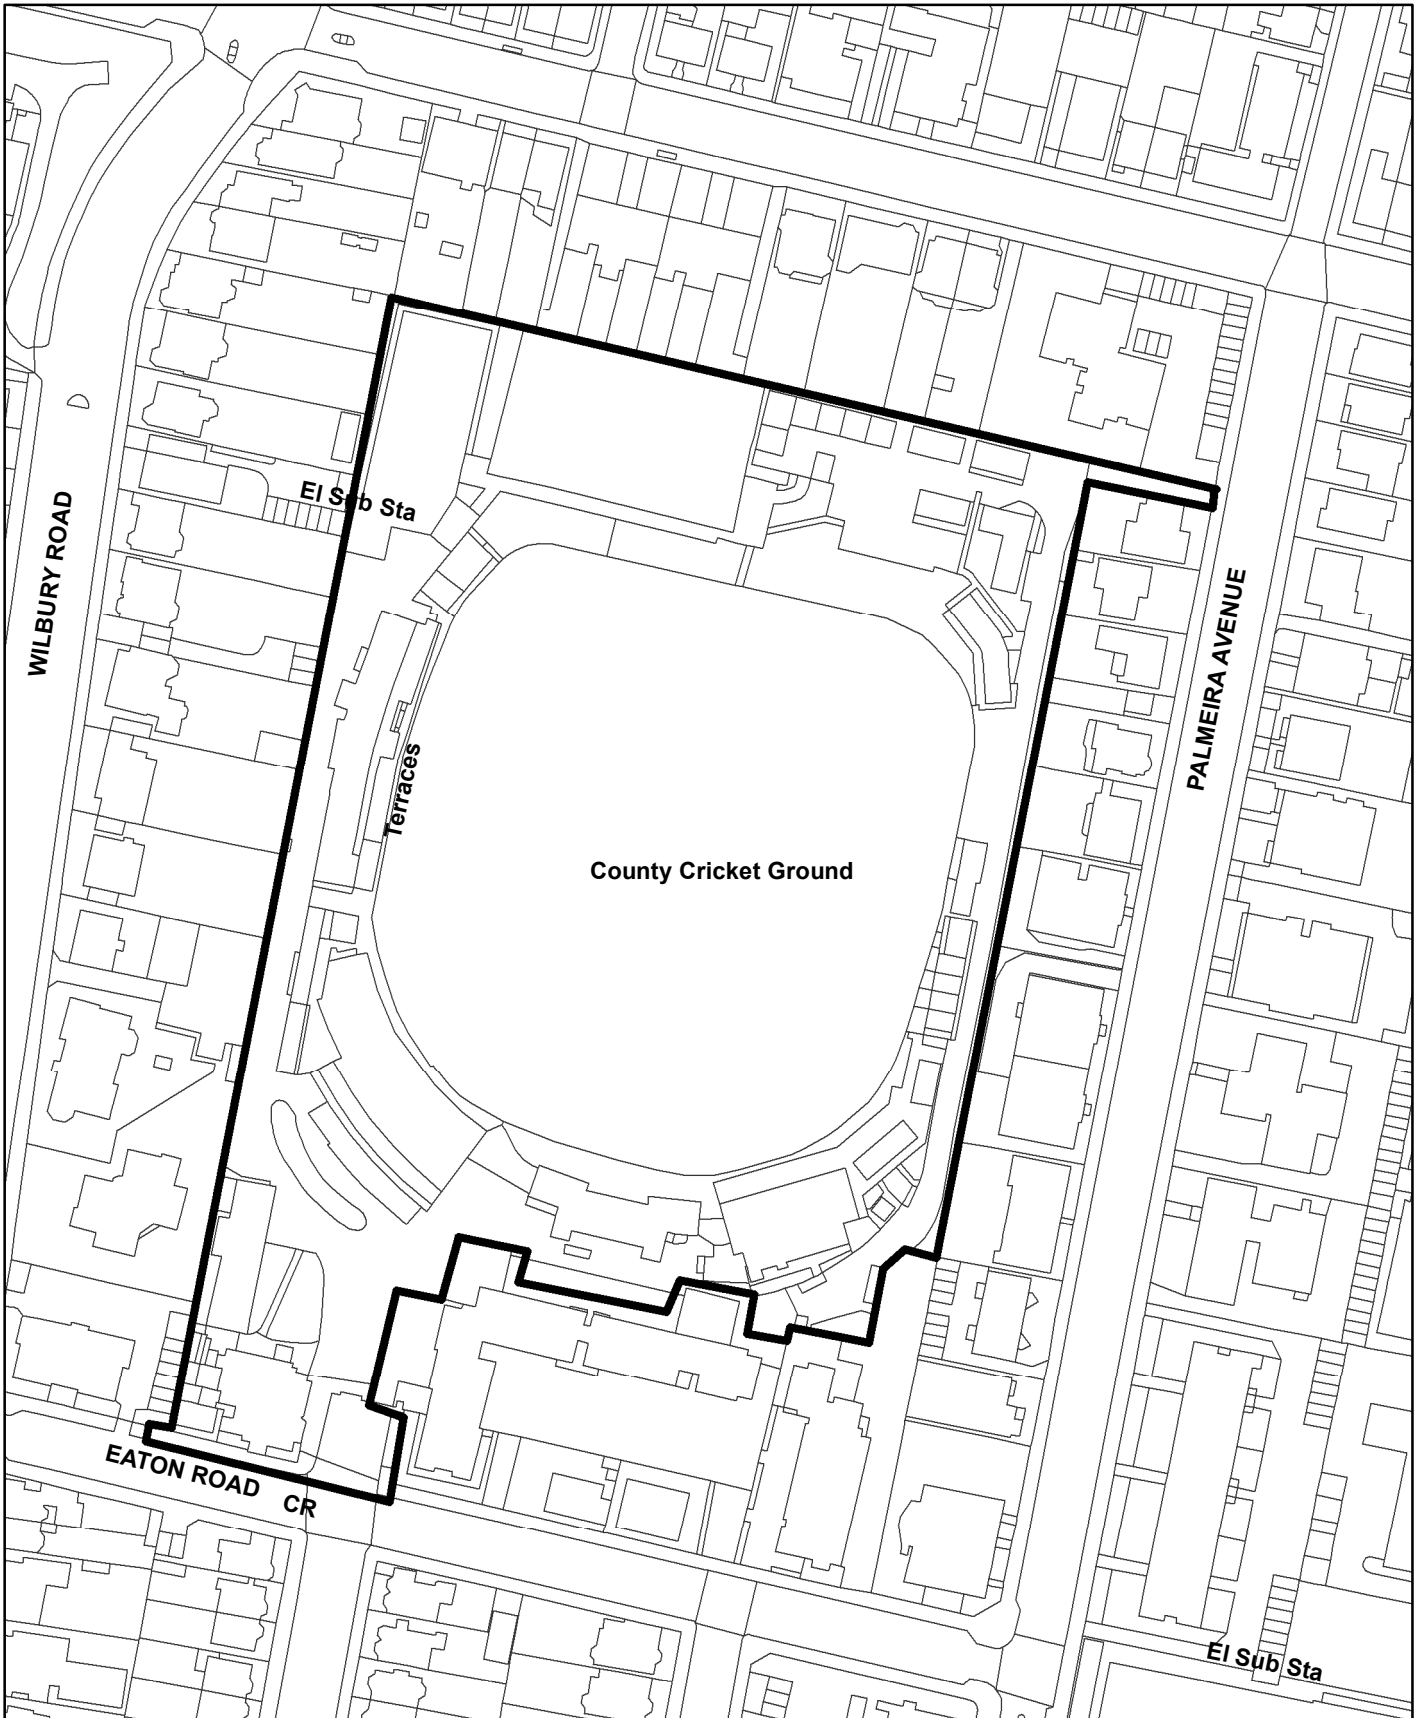 El Sub Sta
WILBURY ROAD
PALMEIRA AVENUE
Terraces
County Cricket Ground
EATON ROAD
CR
El Sub Sta